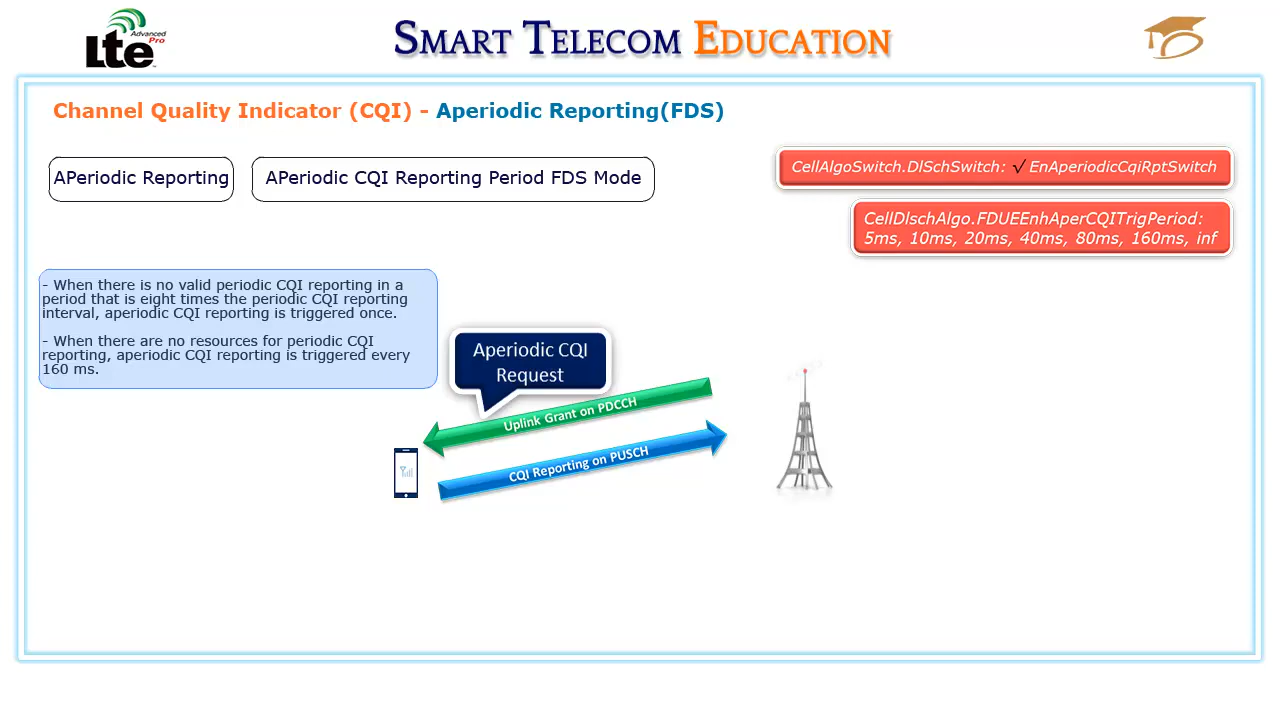 LTE Advanced Pro
SMART TELECOM EDUCATION
Channel Quality Indicator (CQI) - Aperiodic Reporting(FDS)
APeriodic Reporting
APeriodic CQI Reporting Period FDS Mode
CellAlgoSwitch.DlSchSwitch: √ EnAperiodicCqiRptSwitch
CellDlschAlgo.FDUEEnhAperCQITrigPeriod:
5ms, 10ms, 20ms, 40ms, 80ms, 160ms, inf
- When there is no valid periodic CQI reporting in a
period that is eight times the periodic CQI reporting
interval, aperiodic CQI reporting is triggered once.
- When there are no resources for periodic CQI
reporting, aperiodic CQI reporting is triggered every
160 ms.
Aperiodic CQI
Request
Uplink Grant on PDCCH
CQI Reporting on PUSCH